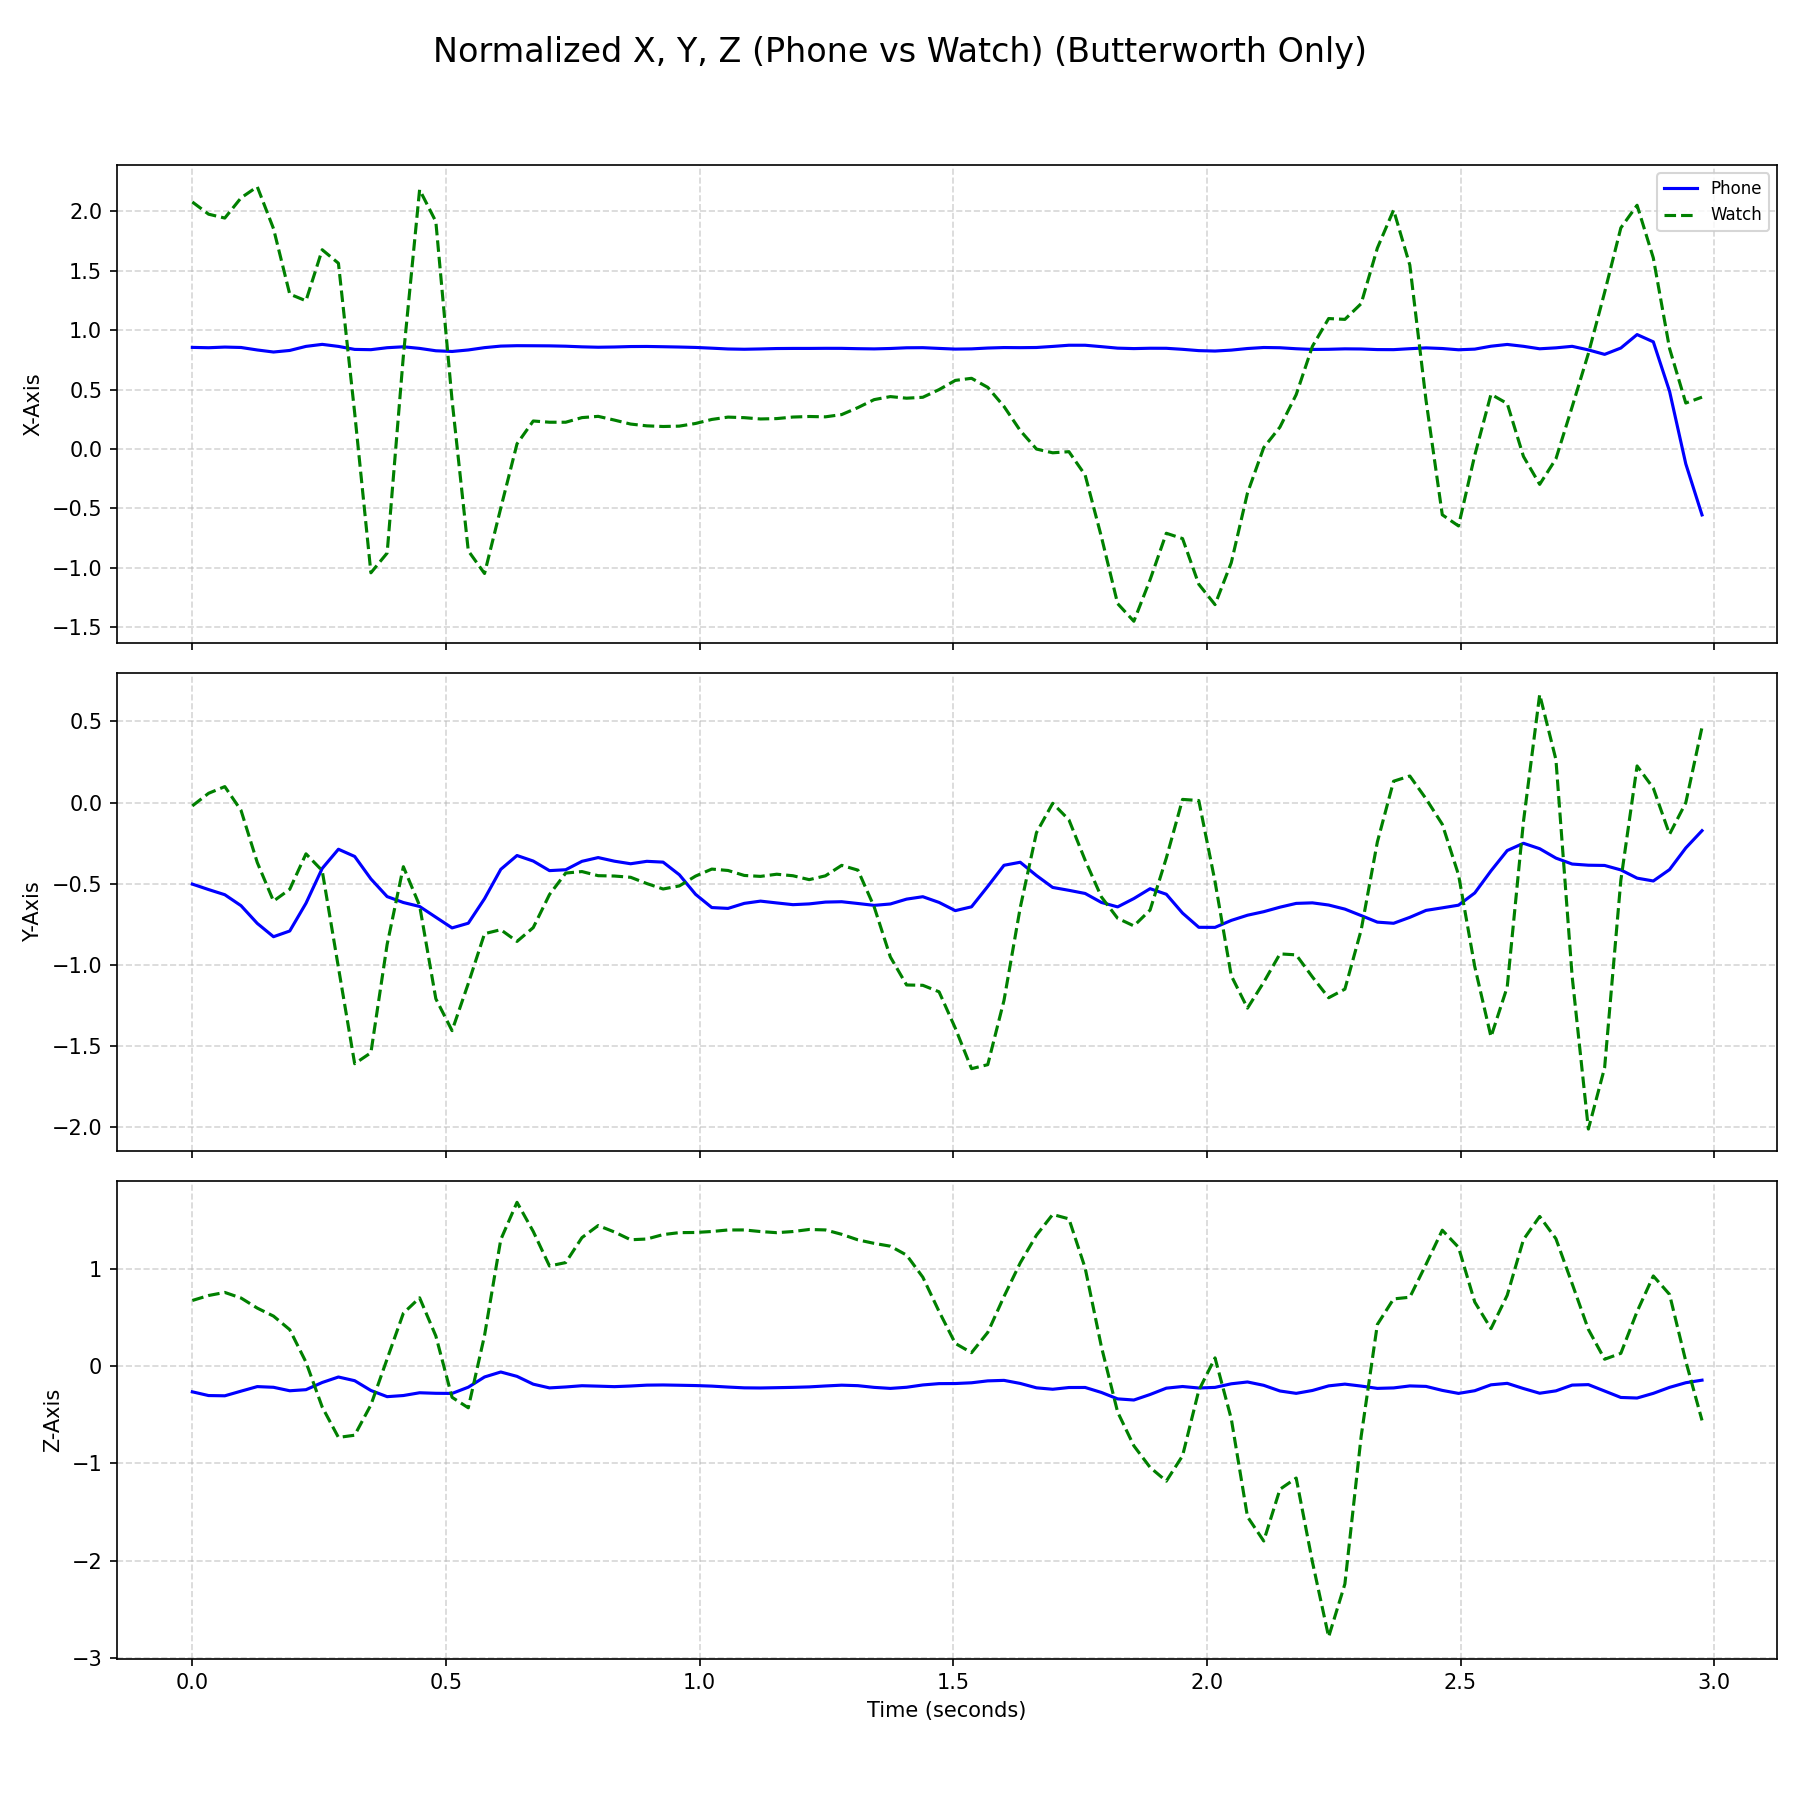 Normalized X, Y, Z (Phone vs Watch) (Butterworth Only)
Phone
Watch
2.0
1.5
1.0
0.5
0.0
−0.5
−1.0
−1.5
X-Axis
0.5
0.0
−0.5
−1.0
−1.5
−2.0
Y-Axis
1
0
−1
−2
−3
Z-Axis
0.0 0.5 1.0 1.5 2.0 2.5 3.0
Time (seconds)